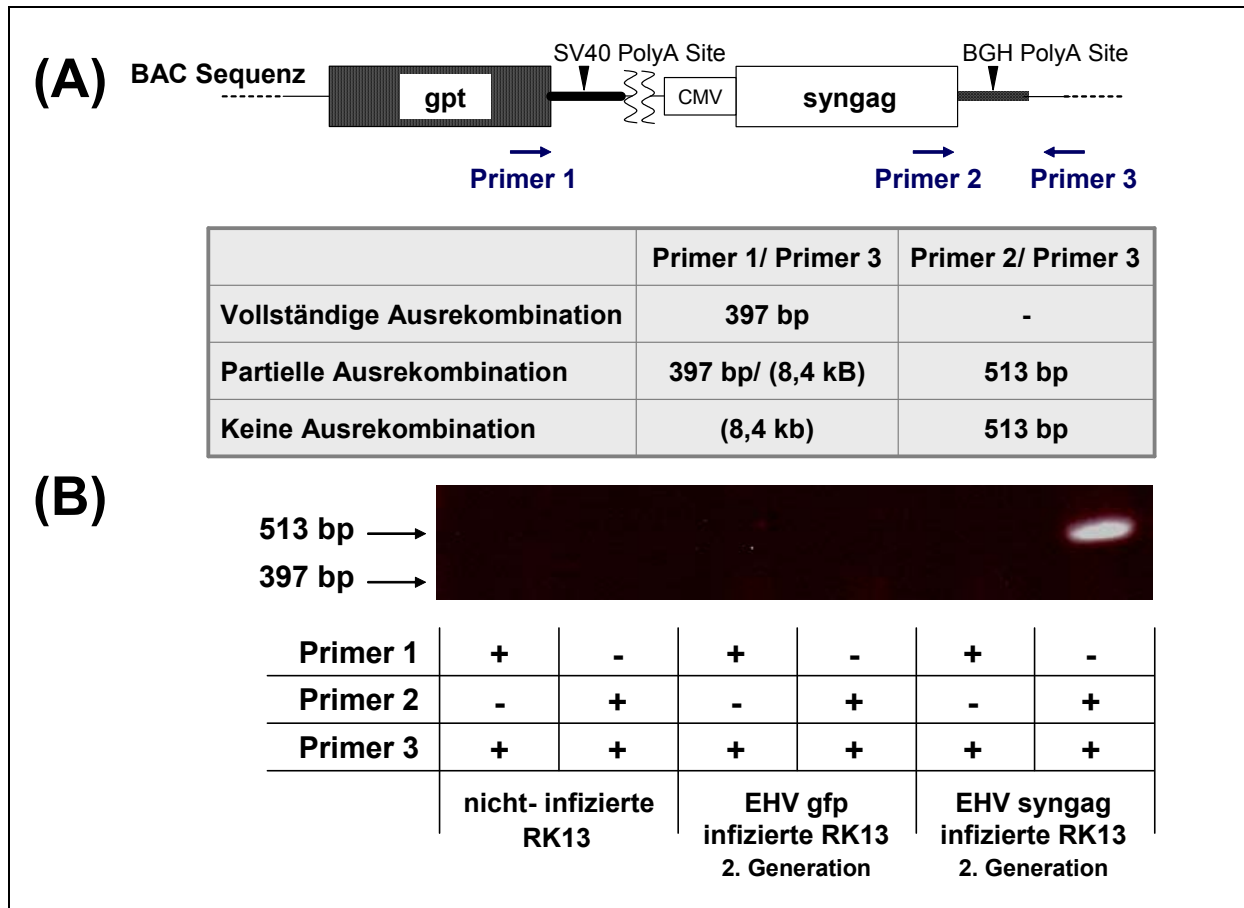 (A)
BAC Sequenz
SV40 PolyA Site
BGH PolyA Site
gpt
CMV
syngag
Primer 1
Primer 2
Primer 3
Primer 1/ Primer 3 Primer 2/ Primer 3
Vollständige Ausrekombination 397 bp -
Partielle Ausrekombination 397 bp/ (8,4 kB) 513 bp
Keine Ausrekombination (8,4 kb) 513 bp
(B)
513 bp
397 bp
Primer 1 + - + - + -
Primer 2 - + - + - +
Primer 3 + + + + + +
nicht- infizierte EHV gfp EHV syngag
RK13 infizierte RK13 infizierte RK13
2. Generation 2. Generation